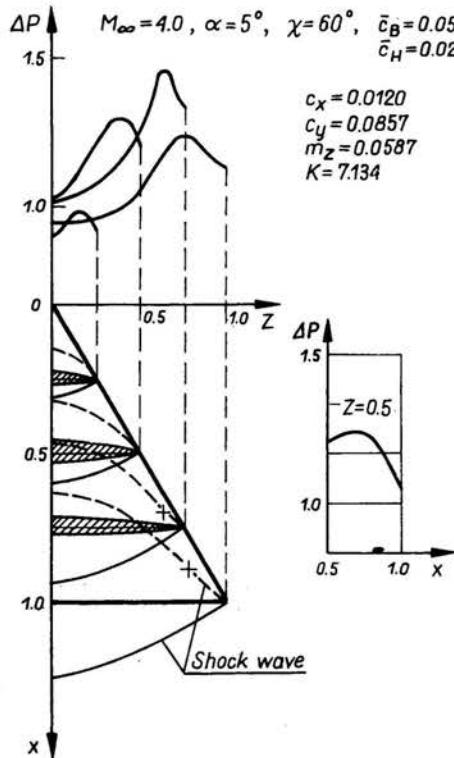 ΔP
M∞=4.0, α=5°, χ=60°, c̄B=0.05
c̄H=0.02
1.5
cx=0.0120
cy=0.0857
m̄z=0.0587
K=7.134
1.0
0
0.5
Z
1.0
ΔP
1.5
Z=0.5
0.5
1.0
0.5
1.0
x
1.0
Shock wave
x